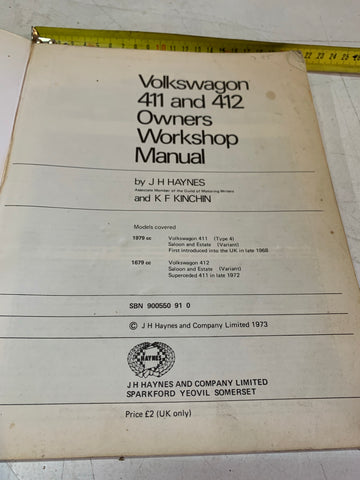 Volkswagon
411 and 412
Owners
Workshop
Manual
by J H HAYNES
Associate Member of the Guild of Motoring Writers
and K F KINCHIN
Models covered
1979 cc Volkswagen 411 (Type 4)
Saloon and Estate (Variant)
First introduced into the UK in late 1968
1679 cc Volkswagen 412
Saloon and Estate (Variant)
Superceded 411 in late 1972
SBN 900550 91 0
© J H Haynes and Company Limited 1973
HAYNES
J H HAYNES AND COMPANY LIMITED
SPARKFORD YEOVIL SOMERSET
Price £2 (UK only)